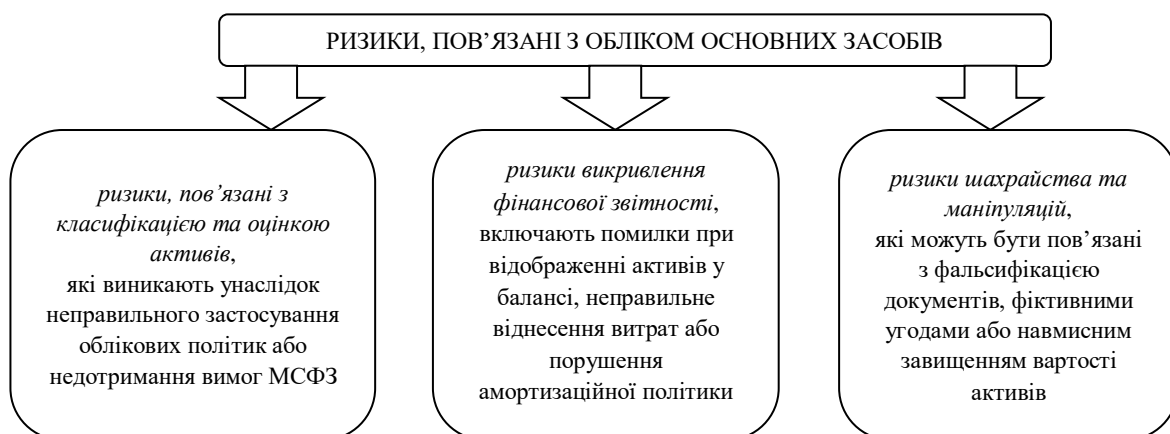 РИЗИКИ, ПОВ’ЯЗАНІ З ОБЛІКОМ ОСНОВНИХ ЗАСОБІВ
ризики, пов’язані з
класифікацією та оцінкою
активів,
які виникають унаслідок
неправильного застосування
облікових політик або
недотримання вимог МСФЗ
ризики викривлення
фінансової звітності,
включають помилки при
відображенні активів у
балансі, неправильне
віднесення витрат або
порушення
амортизаційної політики
ризики шахрайства та
маніпуляцій,
які можуть бути пов’язані
з фальсифікацією
документів, фіктивними
угодами або навмисним
завищенням вартості
активів